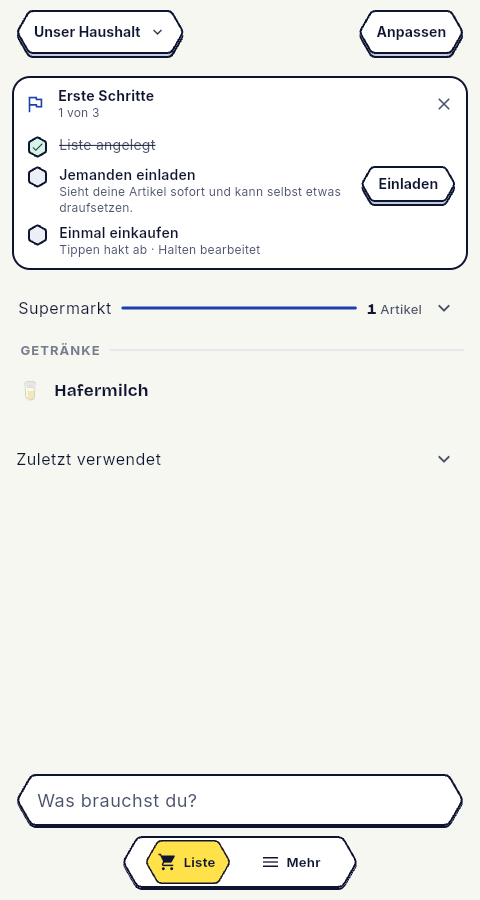 Unser Haushalt
Anpassen
Erste Schritte
1 von 3
Liste angelegt
Jemanden einladen
Sieht deine Artikel sofort und kann selbst etwas
draufsetzen.
Einladen
Einmal einkaufen
Tippen hakt ab · Halten bearbeitet
Supermarkt
1 Artikel
GETRÄNKE
Hafermilch
Zuletzt verwendet
Was brauchst du?
Liste
Mehr